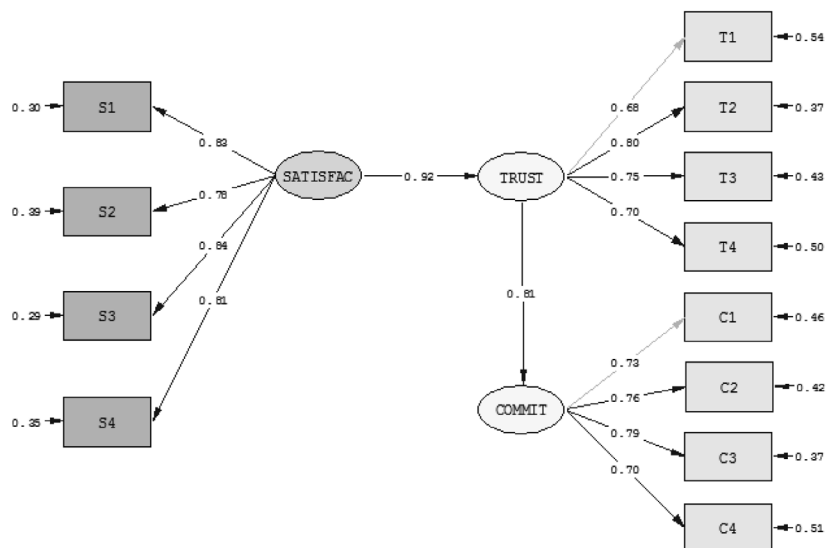 T1
0.54
0.68
S1
0.30
0.83
T2
0.37
0.80
SATISFAC
0.92
TRUST
T3
0.43
0.75
S2
0.39
0.78
T4
0.50
0.70
0.84
0.81
0.81
S3
0.29
C1
0.46
0.73
C2
0.42
0.76
COMMIT
S4
0.35
0.79
C3
0.37
0.70
C4
0.51